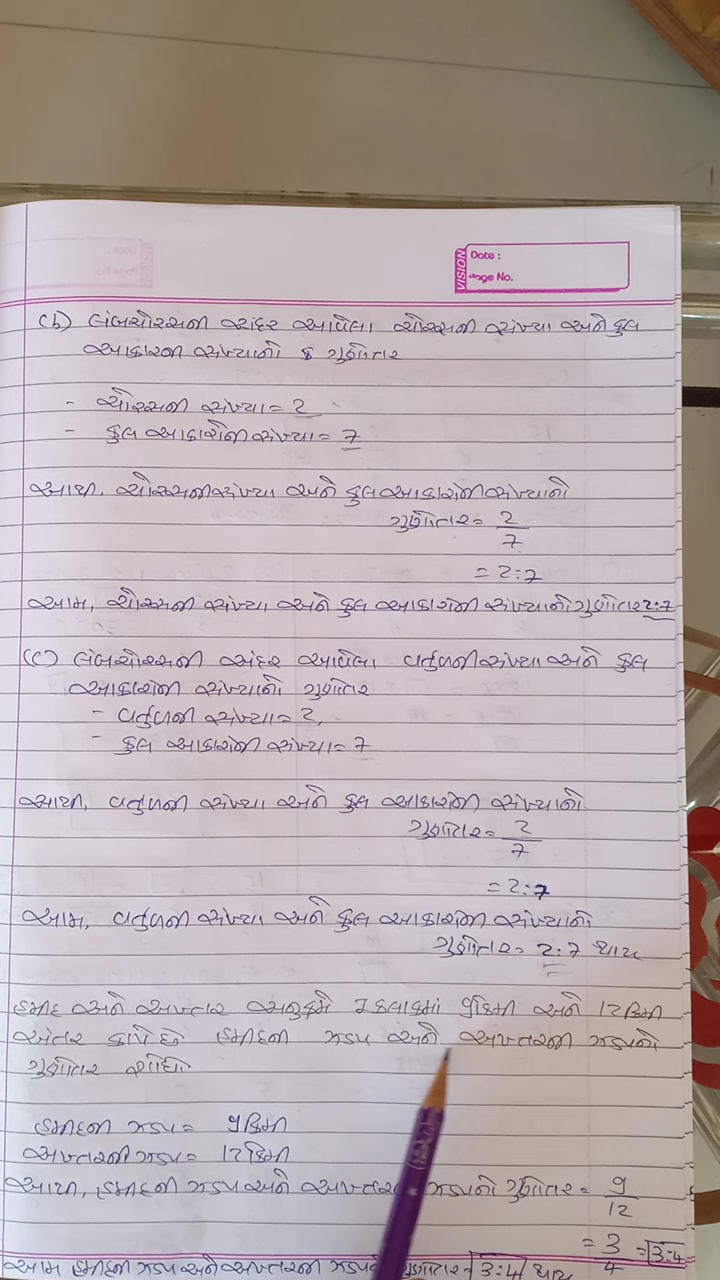 VISION
Date :
Page No.
(b) લંબચોરસની અંદર આપેલા ચોરસની સંખ્યા અને કુલ
આકારોની સંખ્યાનો ગુણોત્તર
- ચોરસની સંખ્યા = 2
- કુલ આકારોની સંખ્યા = 7
આથી, ચોરસની સંખ્યા અને કુલ આકારોની સંખ્યાનો
ગુણોતર = 2
7
= 2:7
આમ, ચોરસની સંખ્યા અને કુલ આકારોની સંખ્યાનો ગુણોતર 2:7
(c) લંબચોરસની અંદર આપેલા વર્તુળની સંખ્યા અને કુલ
આકારોની સંખ્યાનો ગુણોતર
- વર્તુળની સંખ્યા = 2,
- કુલ આકારોની સંખ્યા = 7
આથી, વર્તુળની સંખ્યા અને કુલ આકારોની સંખ્યાનો
ગુણોતર = 2
7
= 2:7
આમ, વર્તુળની સંખ્યા અને કુલ આકારોની સંખ્યાનો
ગુણોતર = 2:7 થાય
હમીદ અને અખ્તર અનુક્રમે 1 કલાકમાં 9 કિમી અને 12 કિમી
અંતર કાપે છે હમીદની ઝડપ અને અખ્તરની ઝડપનો
ગુણોતર શોધો
હમીદની ઝડપ = 9 કિમી
અખ્તરની ઝડપ = 12 કિમી
આથી, હમીદની ઝડપ અને ઝડપનો ગુણોતર = 9
12
= 3 = 3:4
4
આમ હમીદની ઝડપ અને અખ્તરની ઝડપનો ગુણોતર = 3:4 થાય